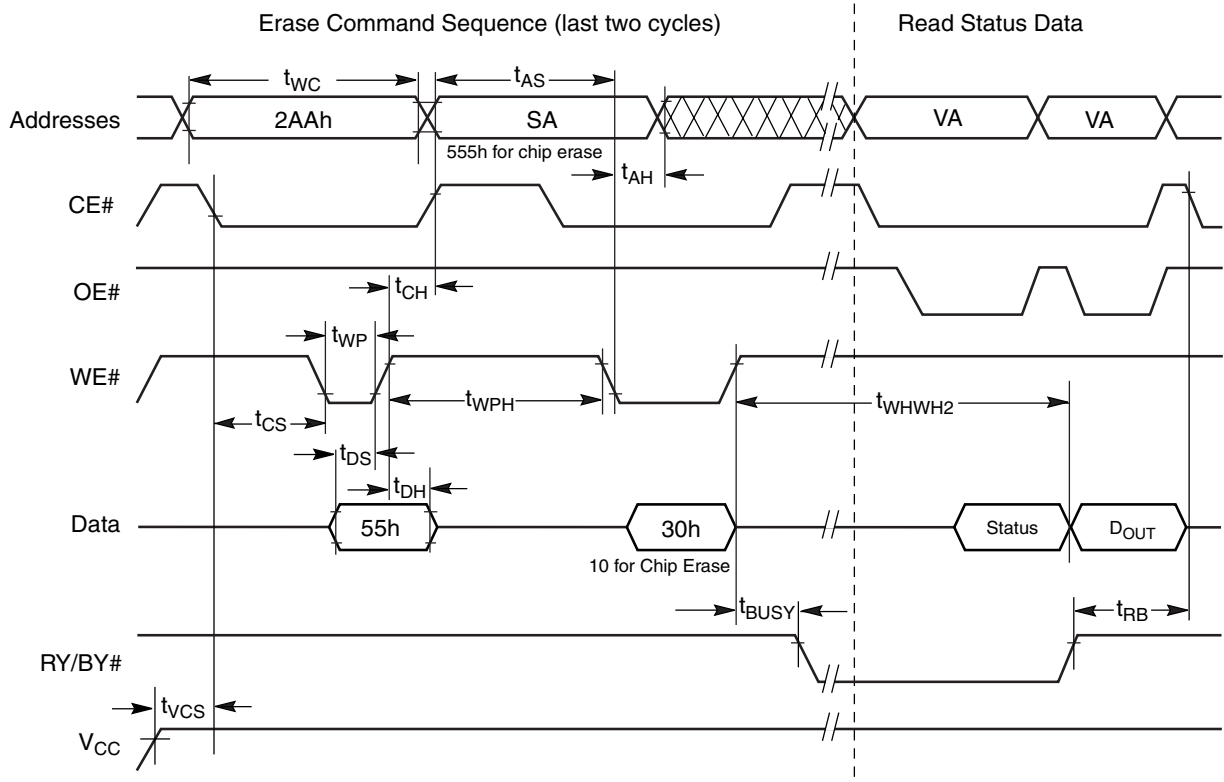 Erase Command Sequence (last two cycles) Read Status Data
tWC tAS
Addresses 2AAh SA VA VA
555h for chip erase
tAH
CE#
OE#
tCH
tWP
WE#
tWPH tWHWH2
tCS
tDS
tDH
Data 55h 30h Status DOUT
10 for Chip Erase
tBUSY tRB
RY/BY#
tVCS
VCC